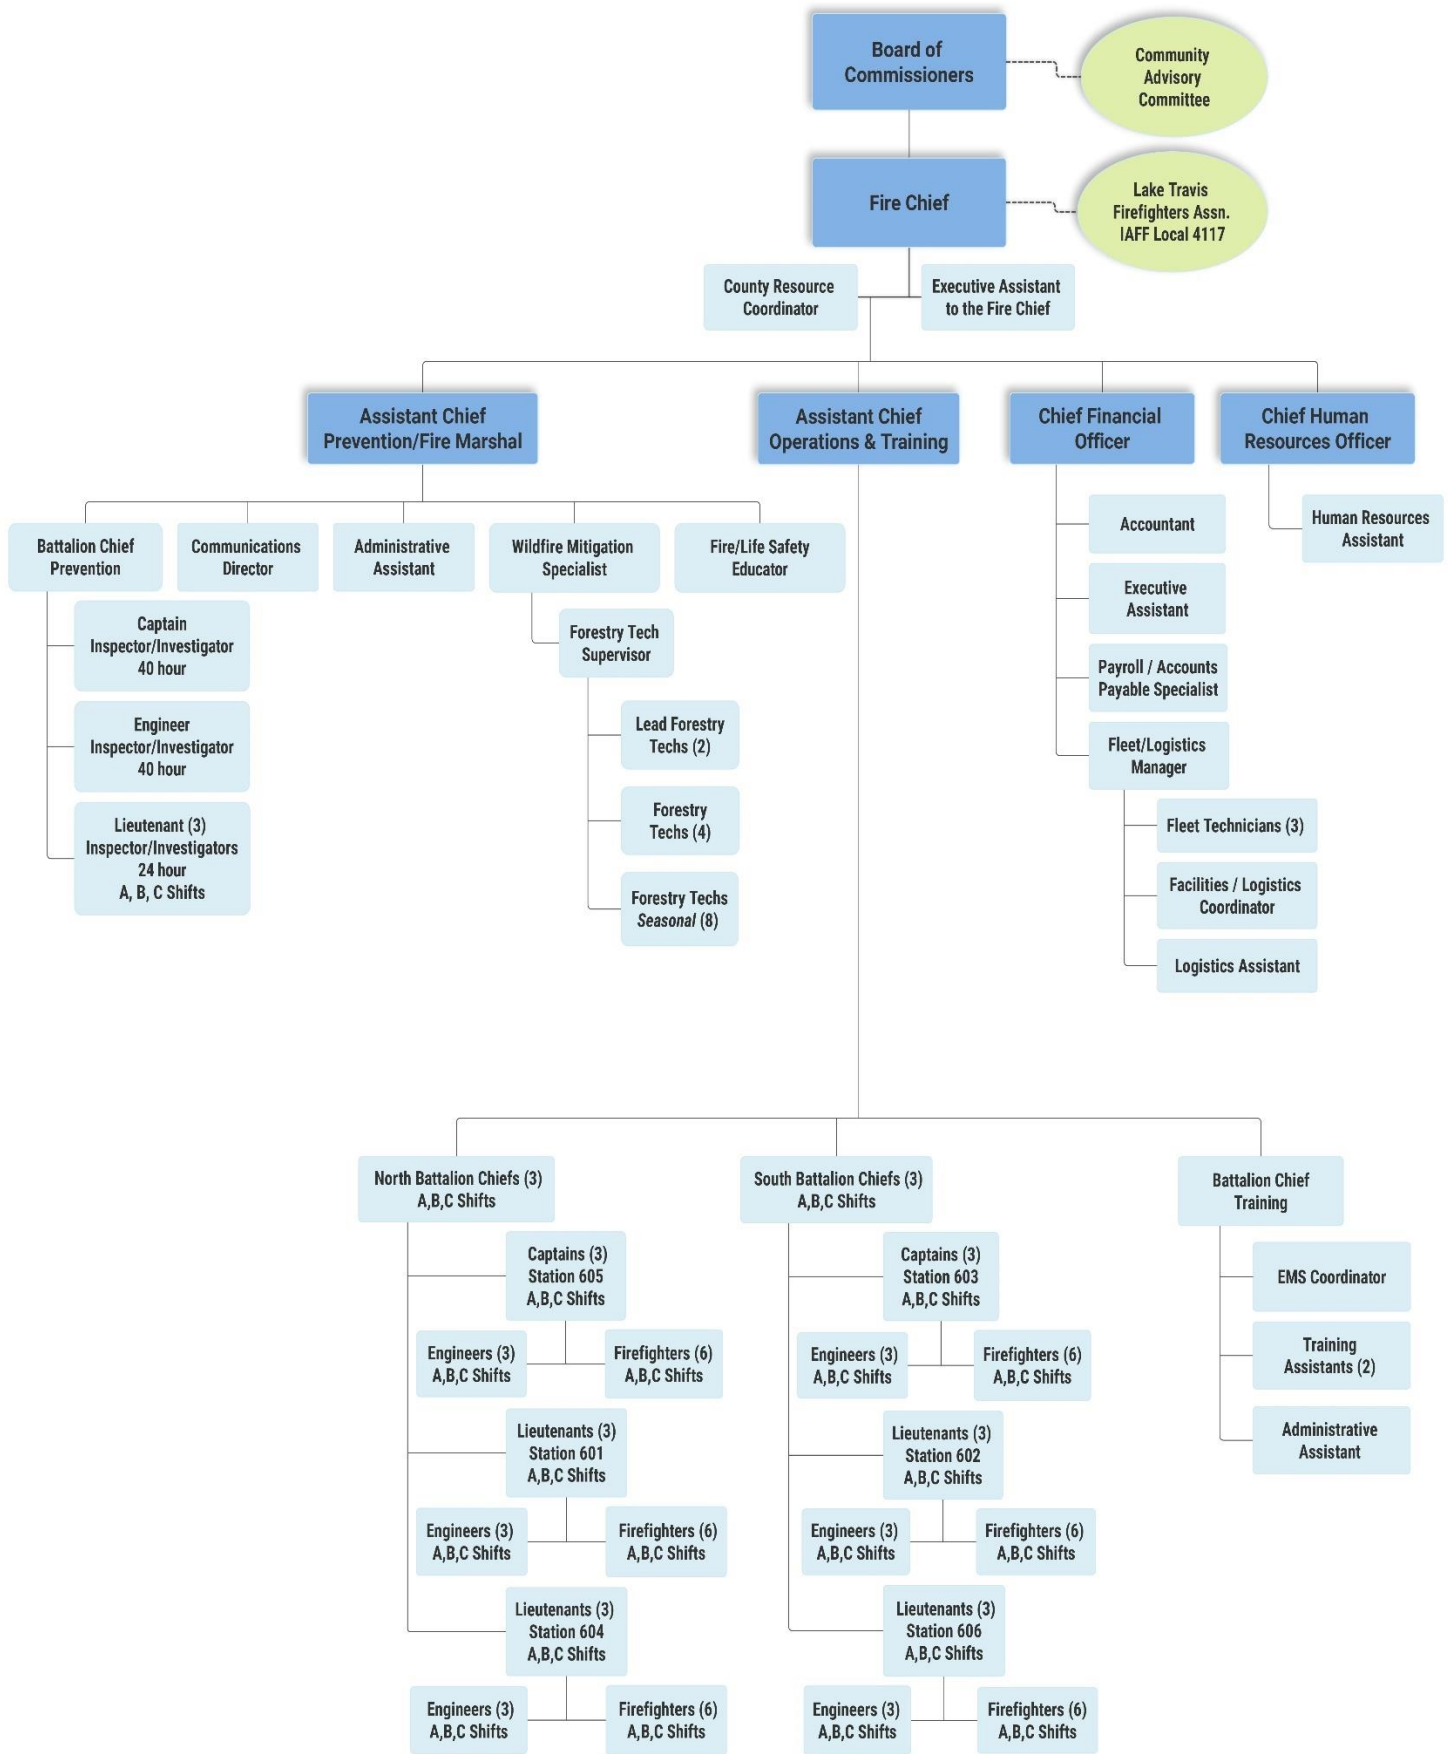 Board of
Commissioners
Community
Advisory
Committee
Fire Chief
Lake Travis
Firefighters Assn.
IAFF Local 4117
County Resource
Coordinator
Executive Assistant
to the Fire Chief
Assistant Chief
Prevention/Fire Marshal
Assistant Chief
Operations & Training
Chief Financial
Officer
Chief Human
Resources Officer
Battalion Chief
Prevention
Communications
Director
Administrative
Assistant
Wildfire Mitigation
Specialist
Fire/Life Safety
Educator
Captain
Inspector/Investigator
40 hour
Engineer
Inspector/Investigator
40 hour
Lieutenant (3)
Inspector/Investigators
24 hour
A, B, C Shifts
Forestry Tech
Supervisor
Lead Forestry
Techs (2)
Forestry
Techs (4)
Forestry Techs
Seasonal (8)
Accountant
Executive
Assistant
Payroll / Accounts
Payable Specialist
Fleet/Logistics
Manager
Fleet Technicians (3)
Facilities / Logistics
Coordinator
Logistics Assistant
Human Resources
Assistant
North Battalion Chiefs (3)
A,B,C Shifts
Captains (3)
Station 605
A,B,C Shifts
Engineers (3)
A,B,C Shifts
Firefighters (6)
A,B,C Shifts
Lieutenants (3)
Station 601
A,B,C Shifts
Engineers (3)
A,B,C Shifts
Firefighters (6)
A,B,C Shifts
Lieutenants (3)
Station 604
A,B,C Shifts
Engineers (3)
A,B,C Shifts
Firefighters (6)
A,B,C Shifts
South Battalion Chiefs (3)
A,B,C Shifts
Captains (3)
Station 603
A,B,C Shifts
Engineers (3)
A,B,C Shifts
Firefighters (6)
A,B,C Shifts
Lieutenants (3)
Station 602
A,B,C Shifts
Engineers (3)
A,B,C Shifts
Firefighters (6)
A,B,C Shifts
Lieutenants (3)
Station 606
A,B,C Shifts
Engineers (3)
A,B,C Shifts
Firefighters (6)
A,B,C Shifts
Battalion Chief
Training
EMS Coordinator
Training
Assistants (2)
Administrative
Assistant